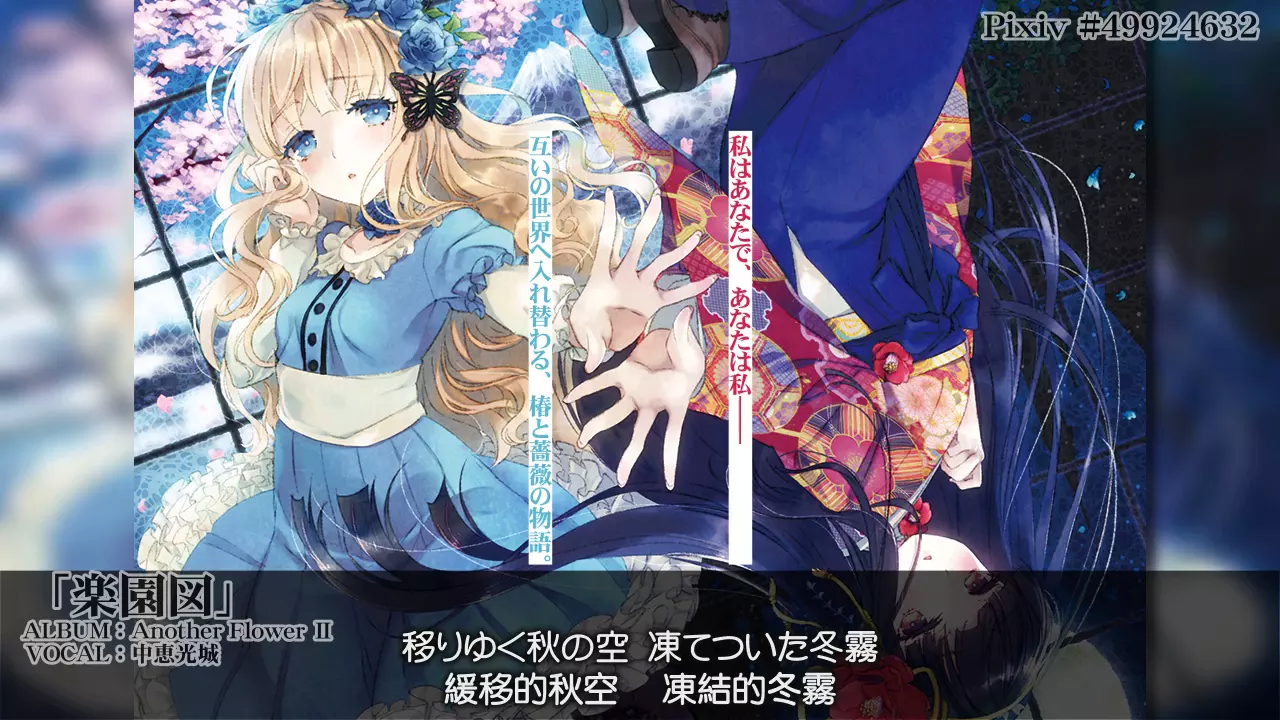 Pixiv #49924632
私はあなたで、あなたは私――
互いの世界へ入れ替わる、椿と薔薇の物語。
「楽園図」
ALBUM：Another Flower Ⅱ
VOCAL：中恵光城
移りゆく秋の空 凍てついた冬霧
緩移的秋空 凍結的冬霧